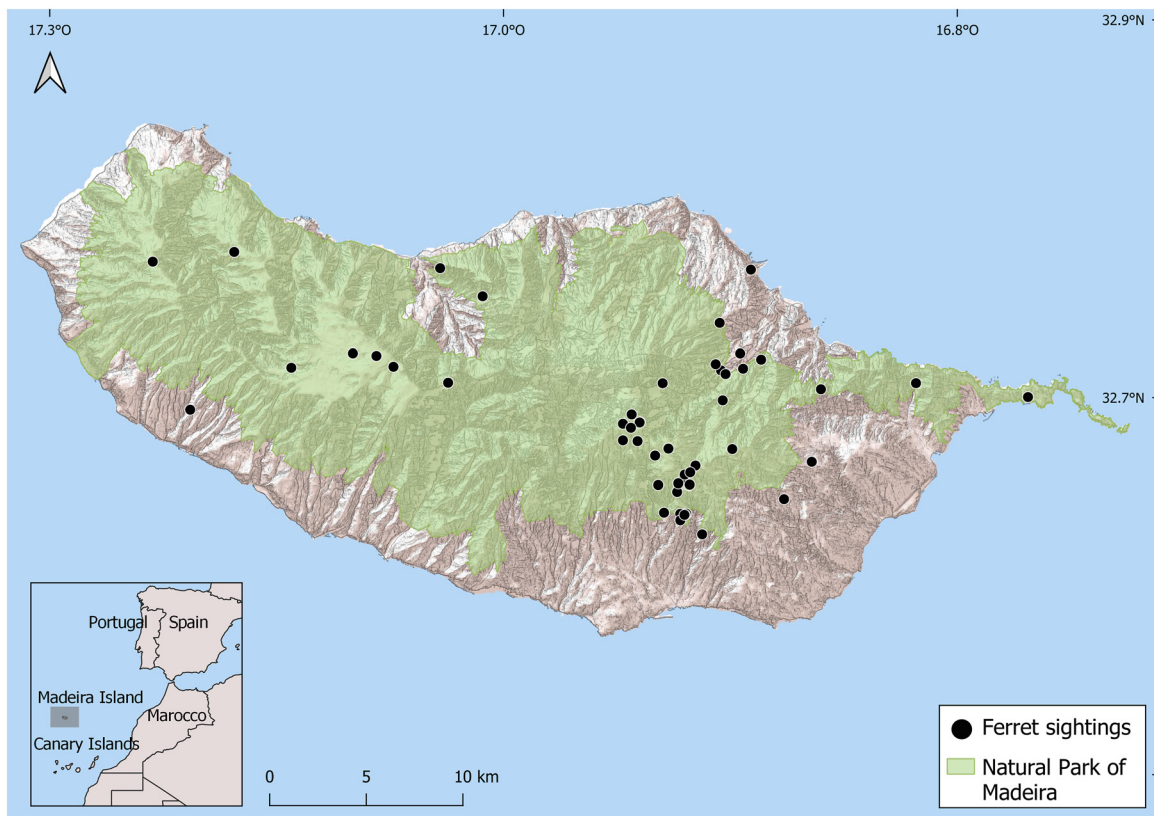 17.3°O 17.0°O 16.8°O
32.9°N
32.7°N
Portugal Spain
Madeira Island
Marocco
Canary Islands
0 5 10 km
Ferret sightings
Natural Park of
Madeira